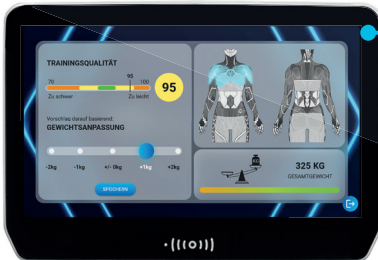 TRAININGSQUALITÄT
95
70
100
Zu schwer
Zu leicht
95
Vorschlag darauf basierend:
GEWICHTSANPASSUNG
-2kg
-1kg
+/- 0kg
+1kg
+2kg
SPEICHERN
KG
325 KG
GESAMTGEWICHT